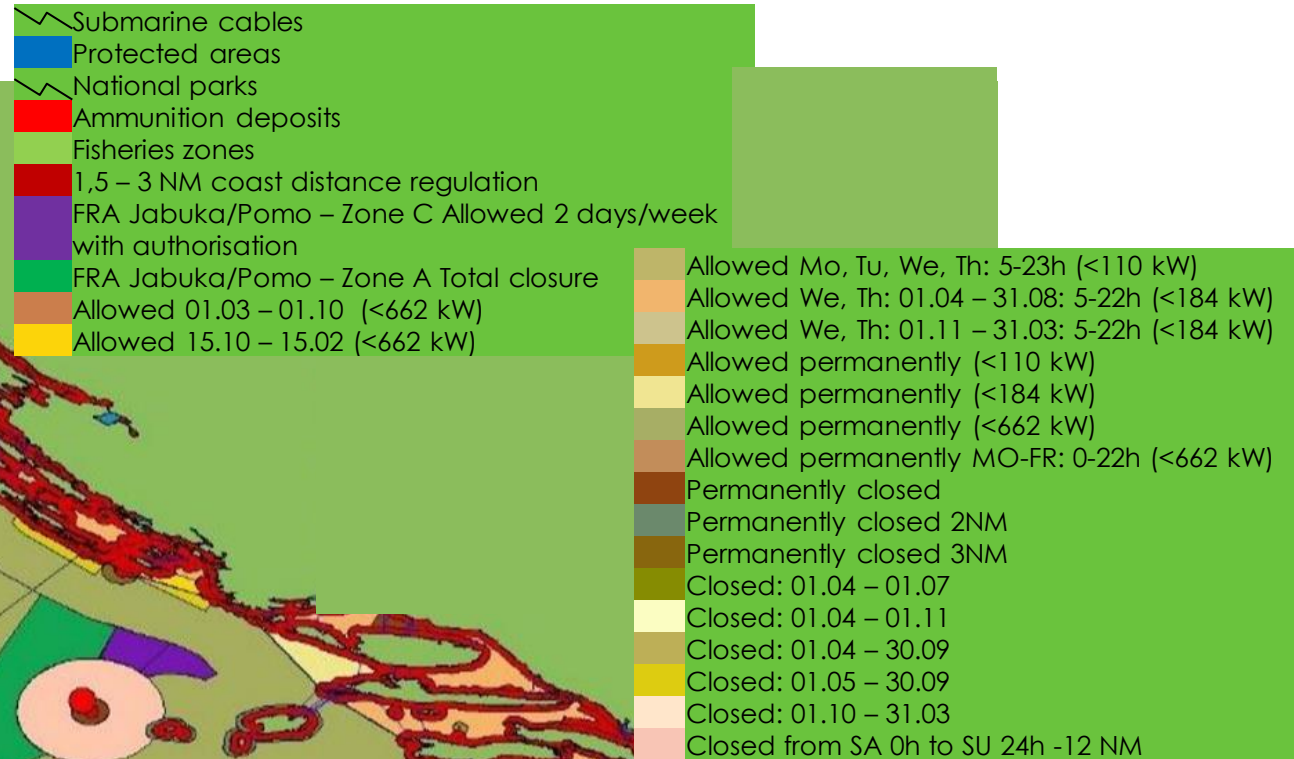 Submarine cables
Protected areas
National parks
Ammunition deposits
Fisheries zones
1,5 – 3 NM coast distance regulation
FRA Jabuka/Pomo – Zone C Allowed 2 days/week
with authorisation
FRA Jabuka/Pomo – Zone A Total closure
Allowed 01.03 – 01.10 (<662 kW)
Allowed 15.10 – 15.02 (<662 kW)
Allowed Mo, Tu, We, Th: 5-23h (<110 kW)
Allowed We, Th: 01.04 – 31.08: 5-22h (<184 kW)
Allowed We, Th: 01.11 – 31.03: 5-22h (<184 kW)
Allowed permanently (<110 kW)
Allowed permanently (<184 kW)
Allowed permanently (<662 kW)
Allowed permanently MO-FR: 0-22h (<662 kW)
Permanently closed
Permanently closed 2NM
Permanently closed 3NM
Closed: 01.04 – 01.07
Closed: 01.04 – 01.11
Closed: 01.04 – 30.09
Closed: 01.05 – 30.09
Closed: 01.10 – 31.03
Closed from SA 0h to SU 24h -12 NM